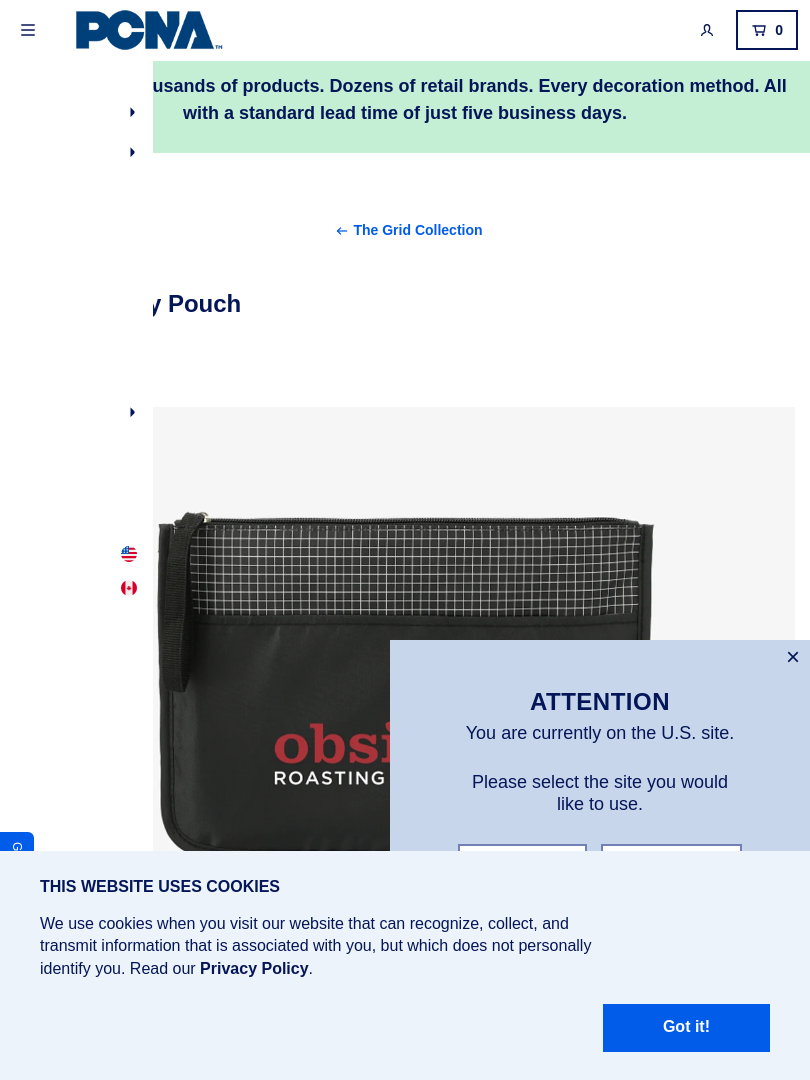 PCNA™
0
usands of products. Dozens of retail brands. Every decoration method. All
with a standard lead time of just five business days.
The Grid Collection
y Pouch
obsi
ROASTING
ATTENTION
You are currently on the U.S. site.
Please select the site you would
like to use.
G
THIS WEBSITE USES COOKIES
We use cookies when you visit our website that can recognize, collect, and
transmit information that is associated with you, but which does not personally
identify you. Read our Privacy Policy.
Got it!